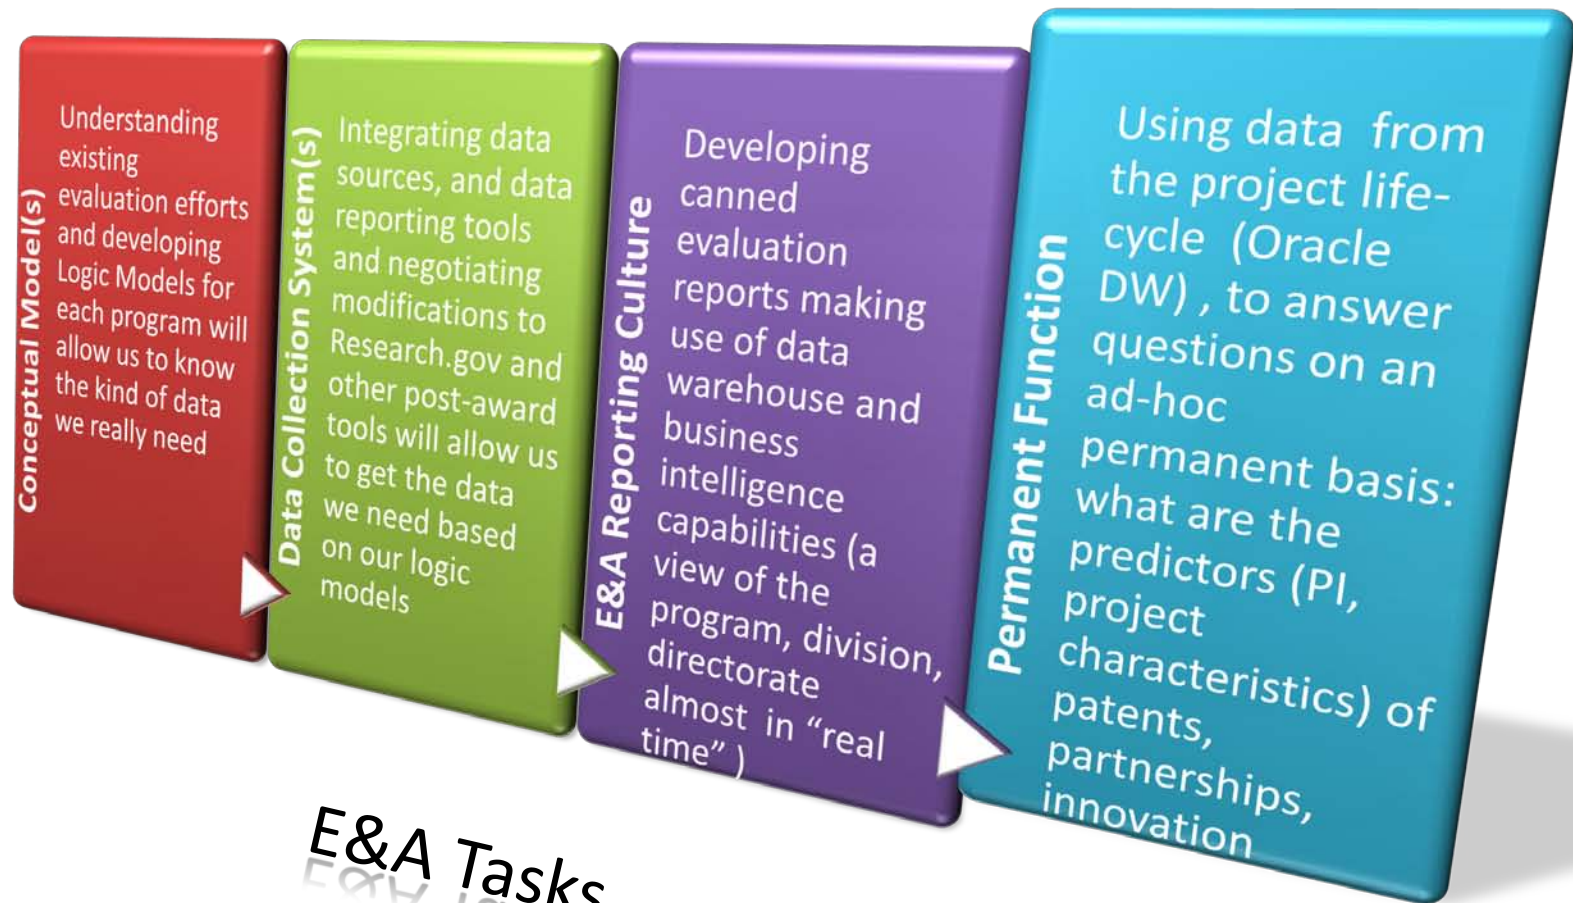 Conceptual Model(s)
Understanding
existing
evaluation efforts
and developing
Logic Models for
each program will
allow us to know
the kind of data
we really need
Data Collection System(s)
Integrating data
sources, and data
reporting tools
and negotiating
modifications to
Research.gov and
other post-award
tools will allow us
to get the data
we need based
on our logic
models
E&A Reporting Culture
Developing
canned
evaluation
reports making
use of data
warehouse and
business
intelligence
capabilities (a
view of the
program, division,
directorate
almost in “real
time” )
Permanent Function
Using data from
the project life-
cycle (Oracle
DW) , to answer
questions on an
ad-hoc
permanent basis:
what are the
predictors (PI,
project
characteristics) of
patents,
partnerships,
innovation
E&A Tasks